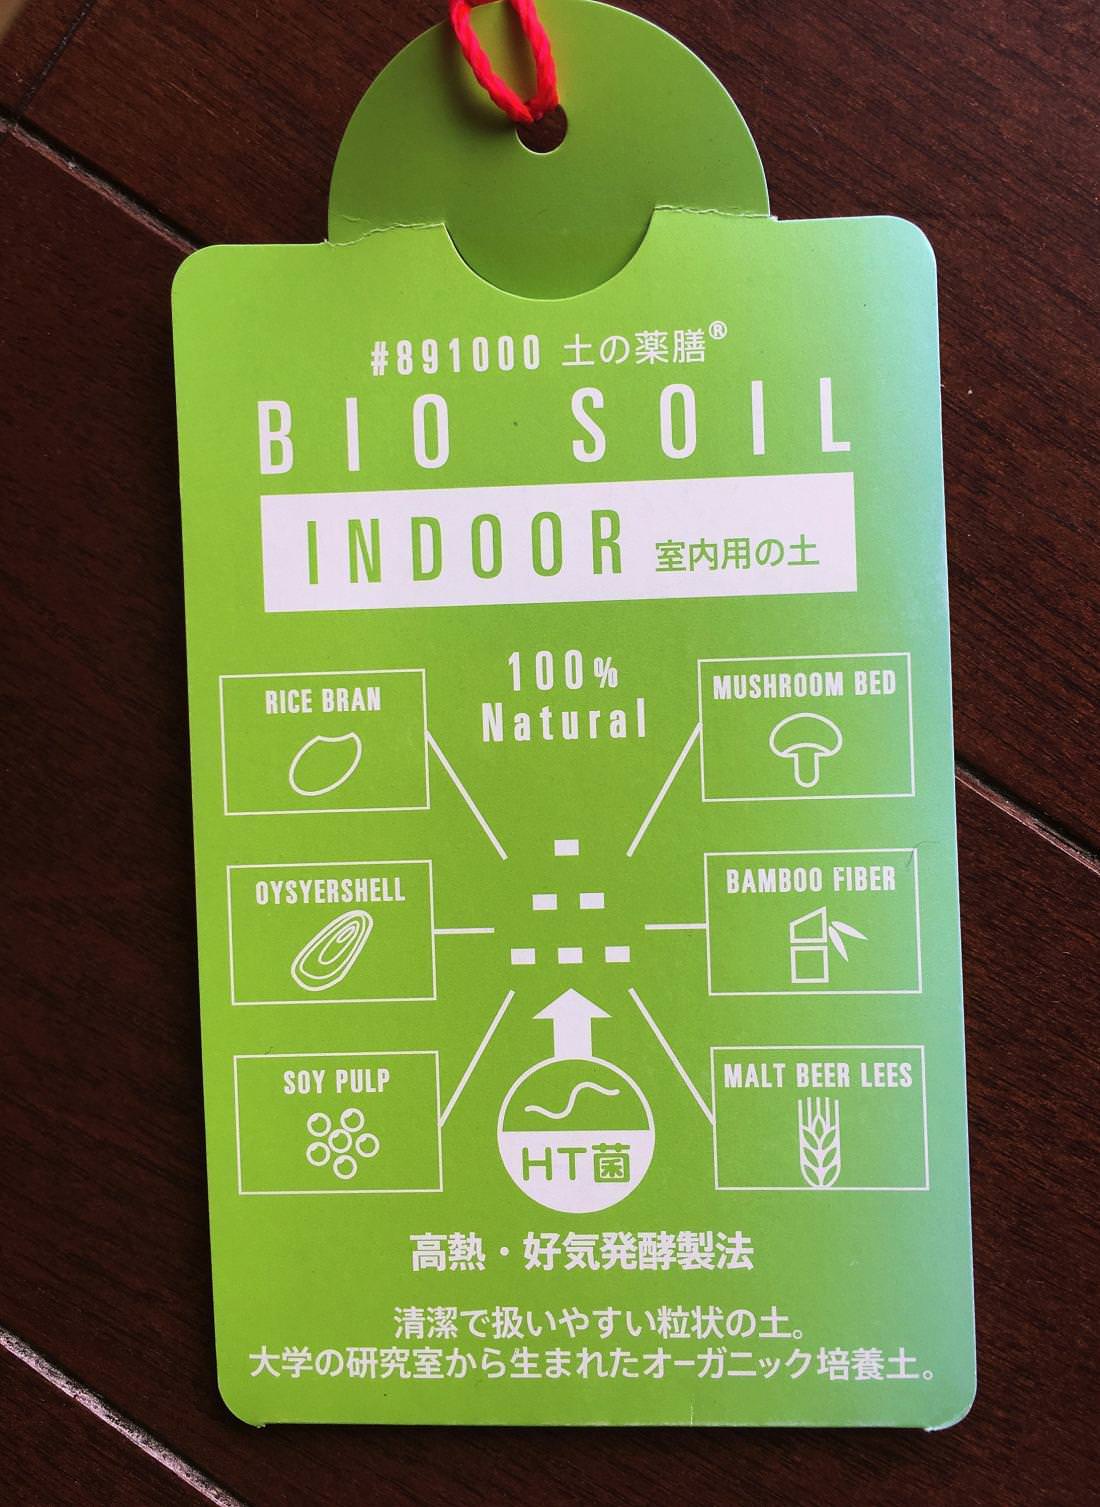 #891000 土の薬膳®
BIO SOIL
INDOOR 室内用の土
100%
Natural
RICE BRAN
MUSHROOM BED
OYSYERSHELL
BAMBOO FIBER
SOY PULP
MALT BEER LEES
HT菌
高熱・好気発酵製法
清潔で扱いやすい粒状の土。
大学の研究室から生まれたオーガニック培養土。